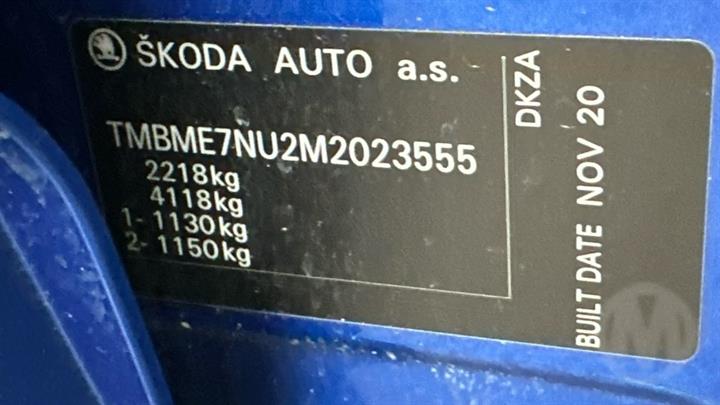 ŠKODA AUTO a.s.
TMBME7NU2M2023555
2218kg
4118kg
1- 1130kg
2- 1150kg
DKZA
BUILT DATE NOV 20
M